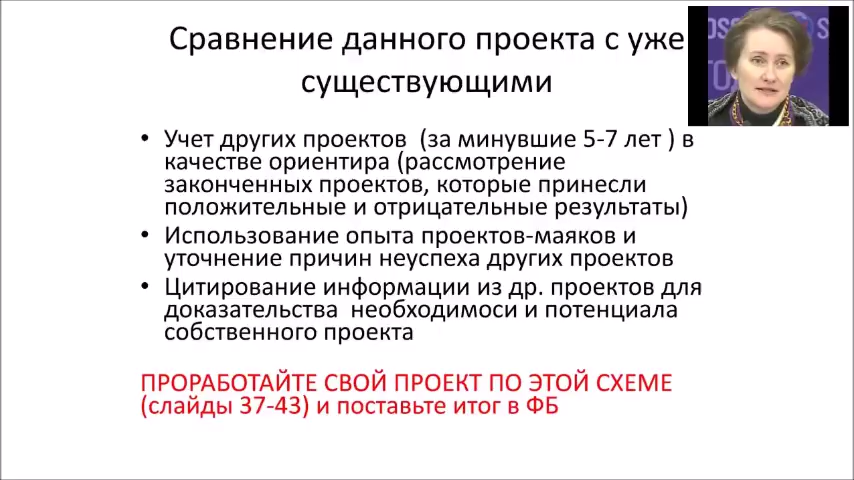 Сравнение данного проекта с уже
существующими
• Учет других проектов (за минувшие 5-7 лет ) в
качестве ориентира (рассмотрение
законченных проектов, которые принесли
положительные и отрицательные результаты)
• Использование опыта проектов-маяков и
уточнение причин неуспеха других проектов
• Цитирование информации из др. проектов для
доказательства необходимоси и потенциала
собственного проекта
ПРОРАБОТАЙТЕ СВОЙ ПРОЕКТ ПО ЭТОЙ СХЕМЕ
(слайды 37-43) и поставьте итог в ФБ